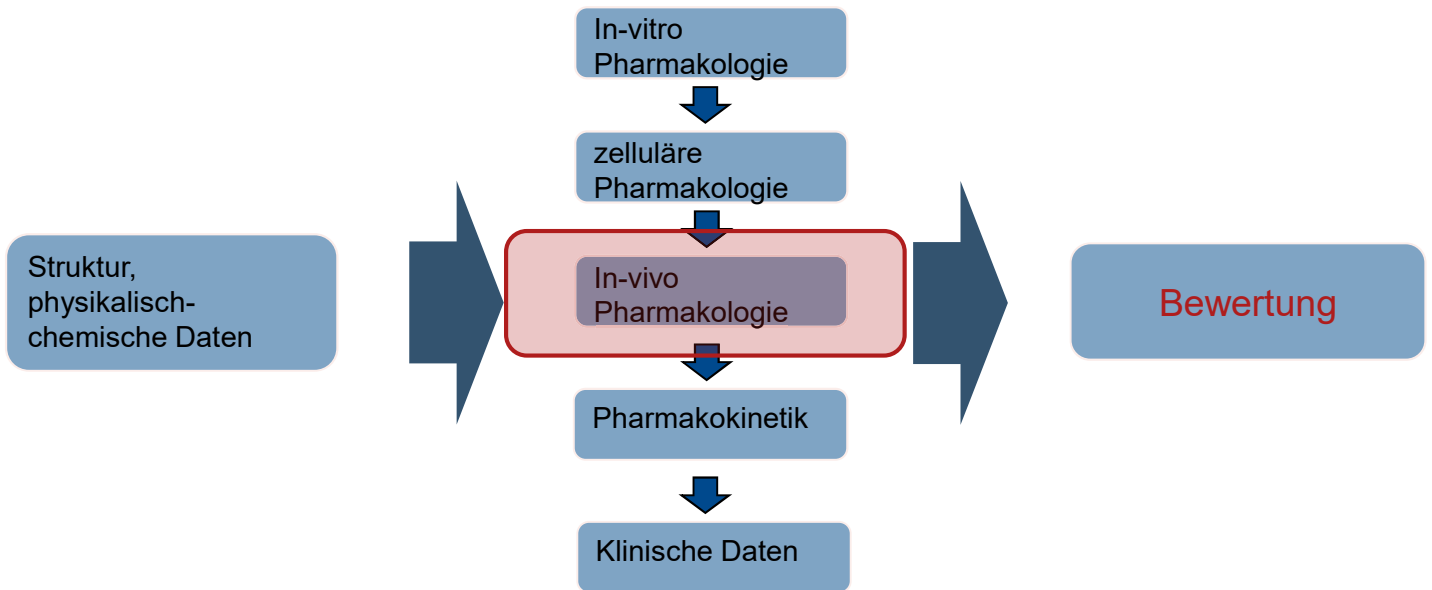 In-vitro
Pharmakologie
zelluläre
Pharmakologie
Struktur,
physikalisch-
chemische Daten
In-vivo
Pharmakologie
Bewertung
Pharmakokinetik
Klinische Daten